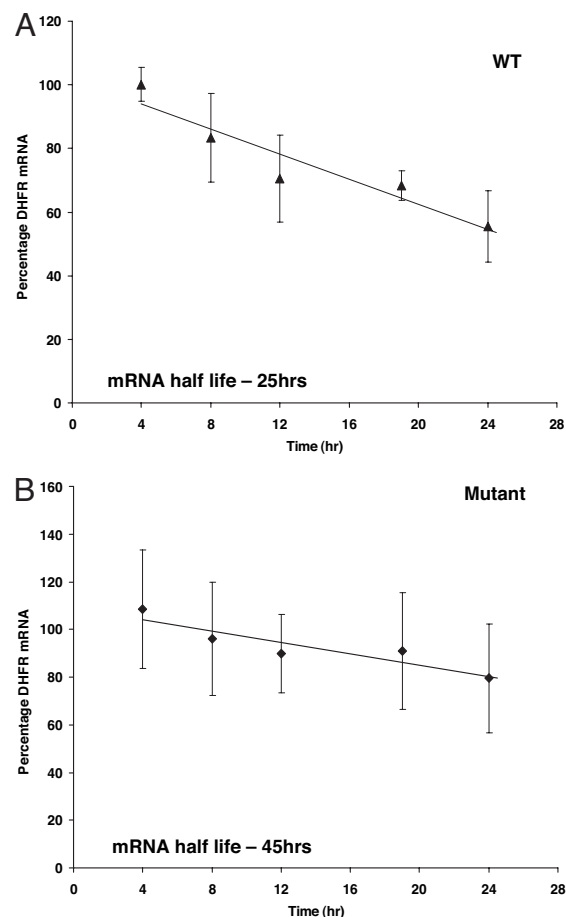 A
120
100
80
60
40
20
0
Percentage DHFR mRNA
WT
mRNA half life – 25hrs
0 4 8 12 16 20 24 28
Time (hr)
B
160
140
120
100
80
60
40
20
0
Percentage DHFR mRNA
Mutant
mRNA half life – 45hrs
0 4 8 12 16 20 24 28
Time (hr)